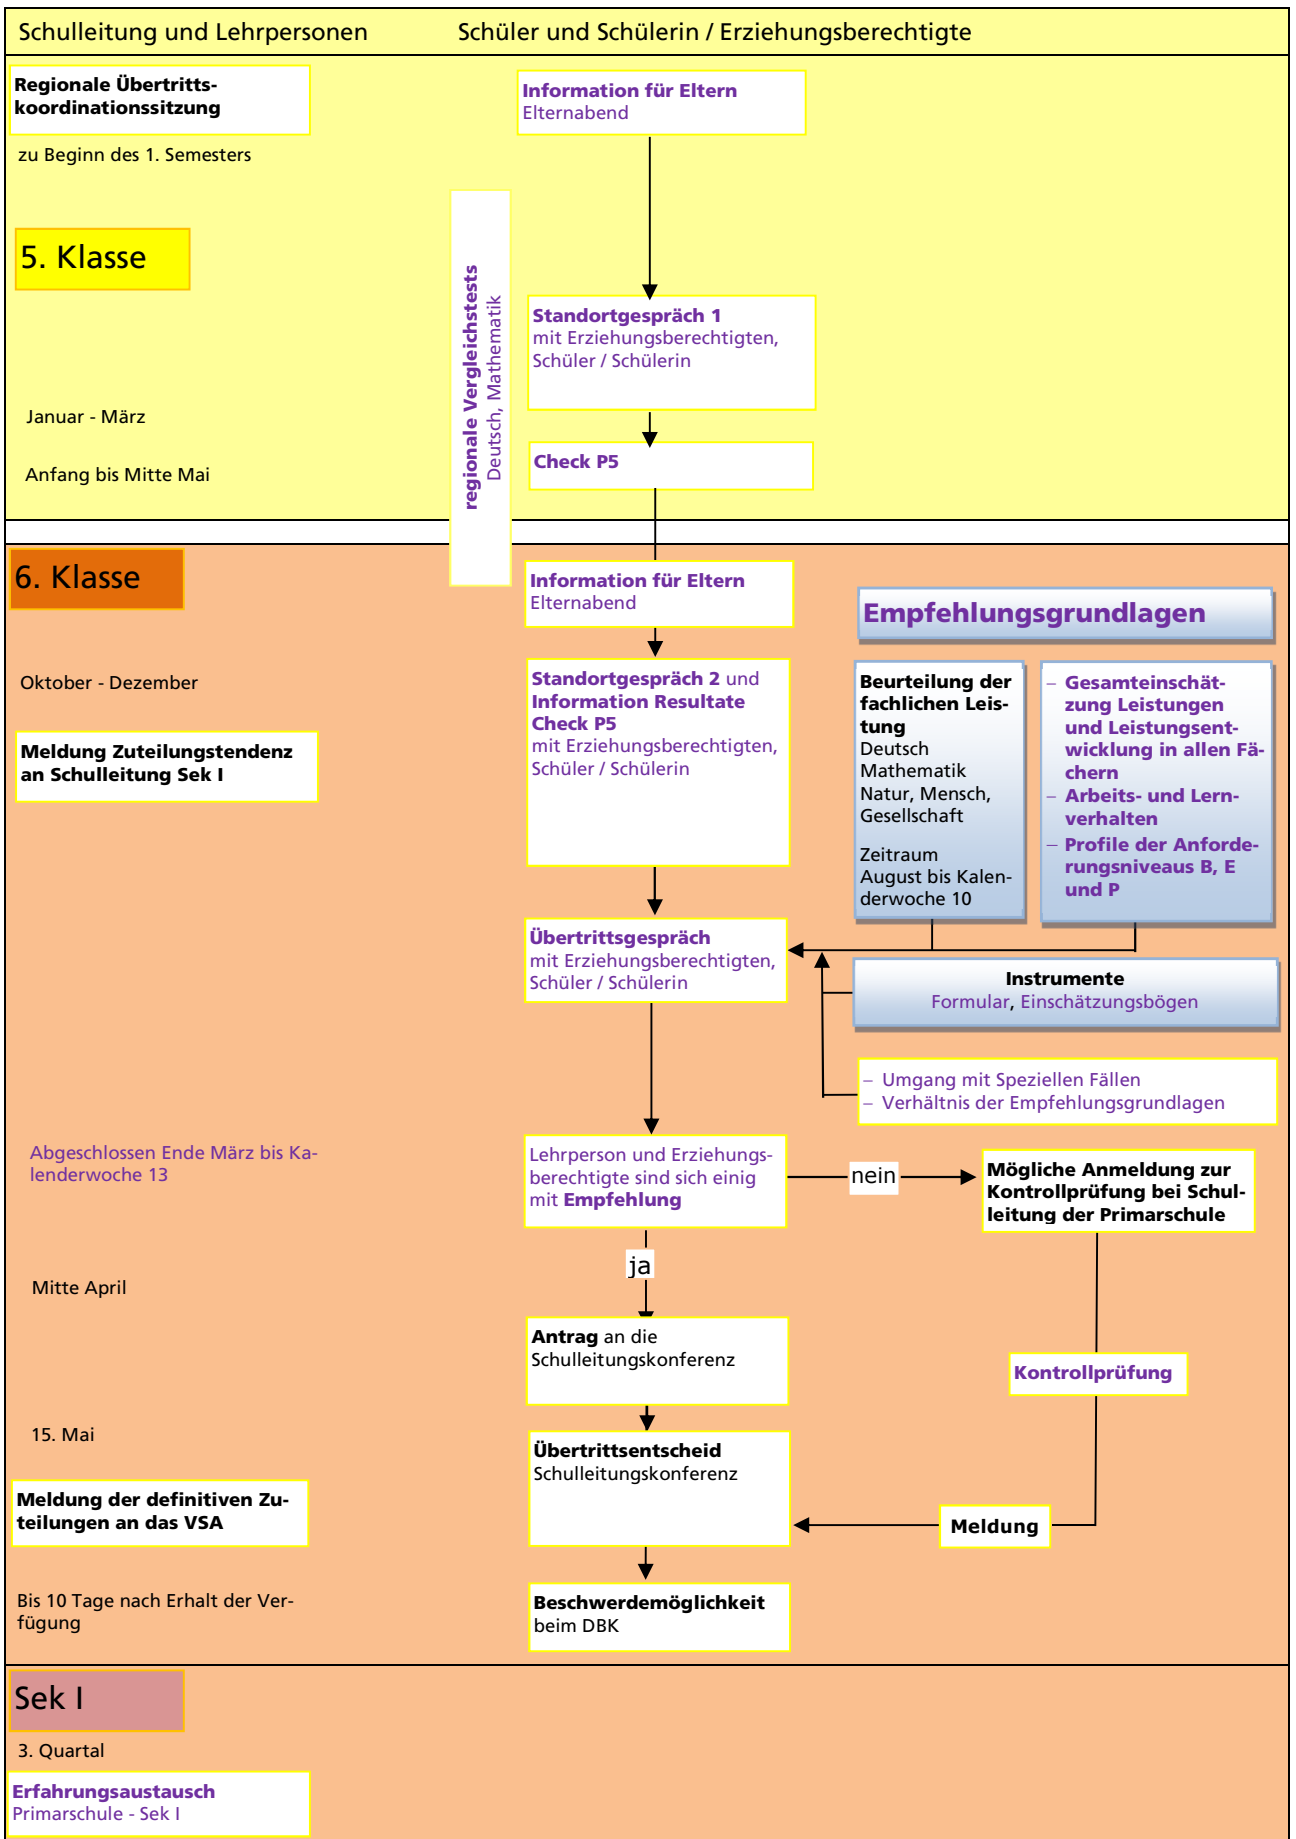 Schulleitung und Lehrpersonen
Schüler und Schülerin / Erziehungsberechtigte
Regionale Übertritts-
koordinationssitzung
zu Beginn des 1. Semesters
Information für Eltern
Elternabend
5. Klasse
regionale Vergleichstests
Deutsch, Mathematik
Standortgespräch 1
mit Erziehungsberechtigten,
Schüler / Schülerin
Januar - März
Anfang bis Mitte Mai
Check P5
6. Klasse
Information für Eltern
Elternabend
Empfehlungsgrundlagen
Oktober - Dezember
Meldung Zuteilungstendenz
an Schulleitung Sek I
Standortgespräch 2 und
Information Resultate
Check P5
mit Erziehungsberechtigten,
Schüler / Schülerin
Beurteilung der
fachlichen Leis-
tung
Deutsch
Mathematik
Natur, Mensch,
Gesellschaft
Zeitraum
August bis Kalen-
derwoche 10
– Gesamteinschät-
zung Leistungen
und Leistungsent-
wicklung in allen Fä-
chern
– Arbeits- und Lern-
verhalten
– Profile der Anforde-
rungsniveaus B, E
und P
Übertrittsgespräch
mit Erziehungsberechtigten,
Schüler / Schülerin
Instrumente
Formular, Einschätzungsbögen
– Umgang mit Speziellen Fällen
– Verhältnis der Empfehlungsgrundlagen
Abgeschlossen Ende März bis Ka-
lenderwoche 13
Lehrperson und Erziehungs-
berechtigte sind sich einig
mit Empfehlung
nein
Mögliche Anmeldung zur
Kontrollprüfung bei Schul-
leitung der Primarschule
ja
Mitte April
Antrag an die
Schulleitungskonferenz
Kontrollprüfung
15. Mai
Übertrittsentscheid
Schulleitungskonferenz
Meldung der definitiven Zu-
teilungen an das VSA
Meldung
Bis 10 Tage nach Erhalt der Ver-
fügung
Beschwerdemöglichkeit
beim DBK
Sek I
3. Quartal
Erfahrungsaustausch
Primarschule - Sek I